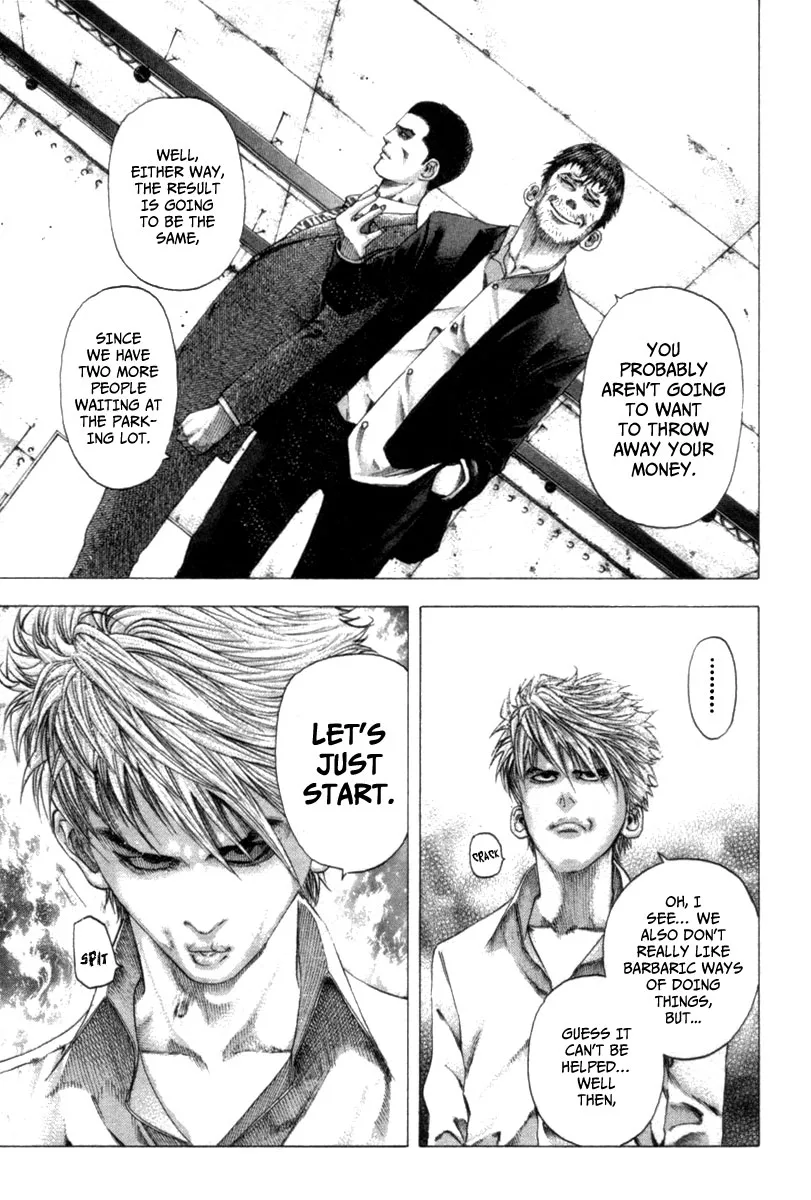 YOU
PROBABLY
AREN'T GOING
TO WANT
TO THROW
AWAY YOUR
MONEY.
WELL,
EITHER WAY,
THE RESULT
IS GOING
TO BE THE
SAME,
SINCE
WE HAVE
TWO MORE
PEOPLE
WAITING AT
THE PARK-
ING LOT.
.........
CRACK
OH, I
SEE... WE
ALSO DON'T
REALLY LIKE
BARBARIC WAYS
OF DOING
THINGS,
BUT...
GUESS IT
CAN'T BE
HELPED...
WELL
THEN,
LET'S
JUST
START.
SPIT